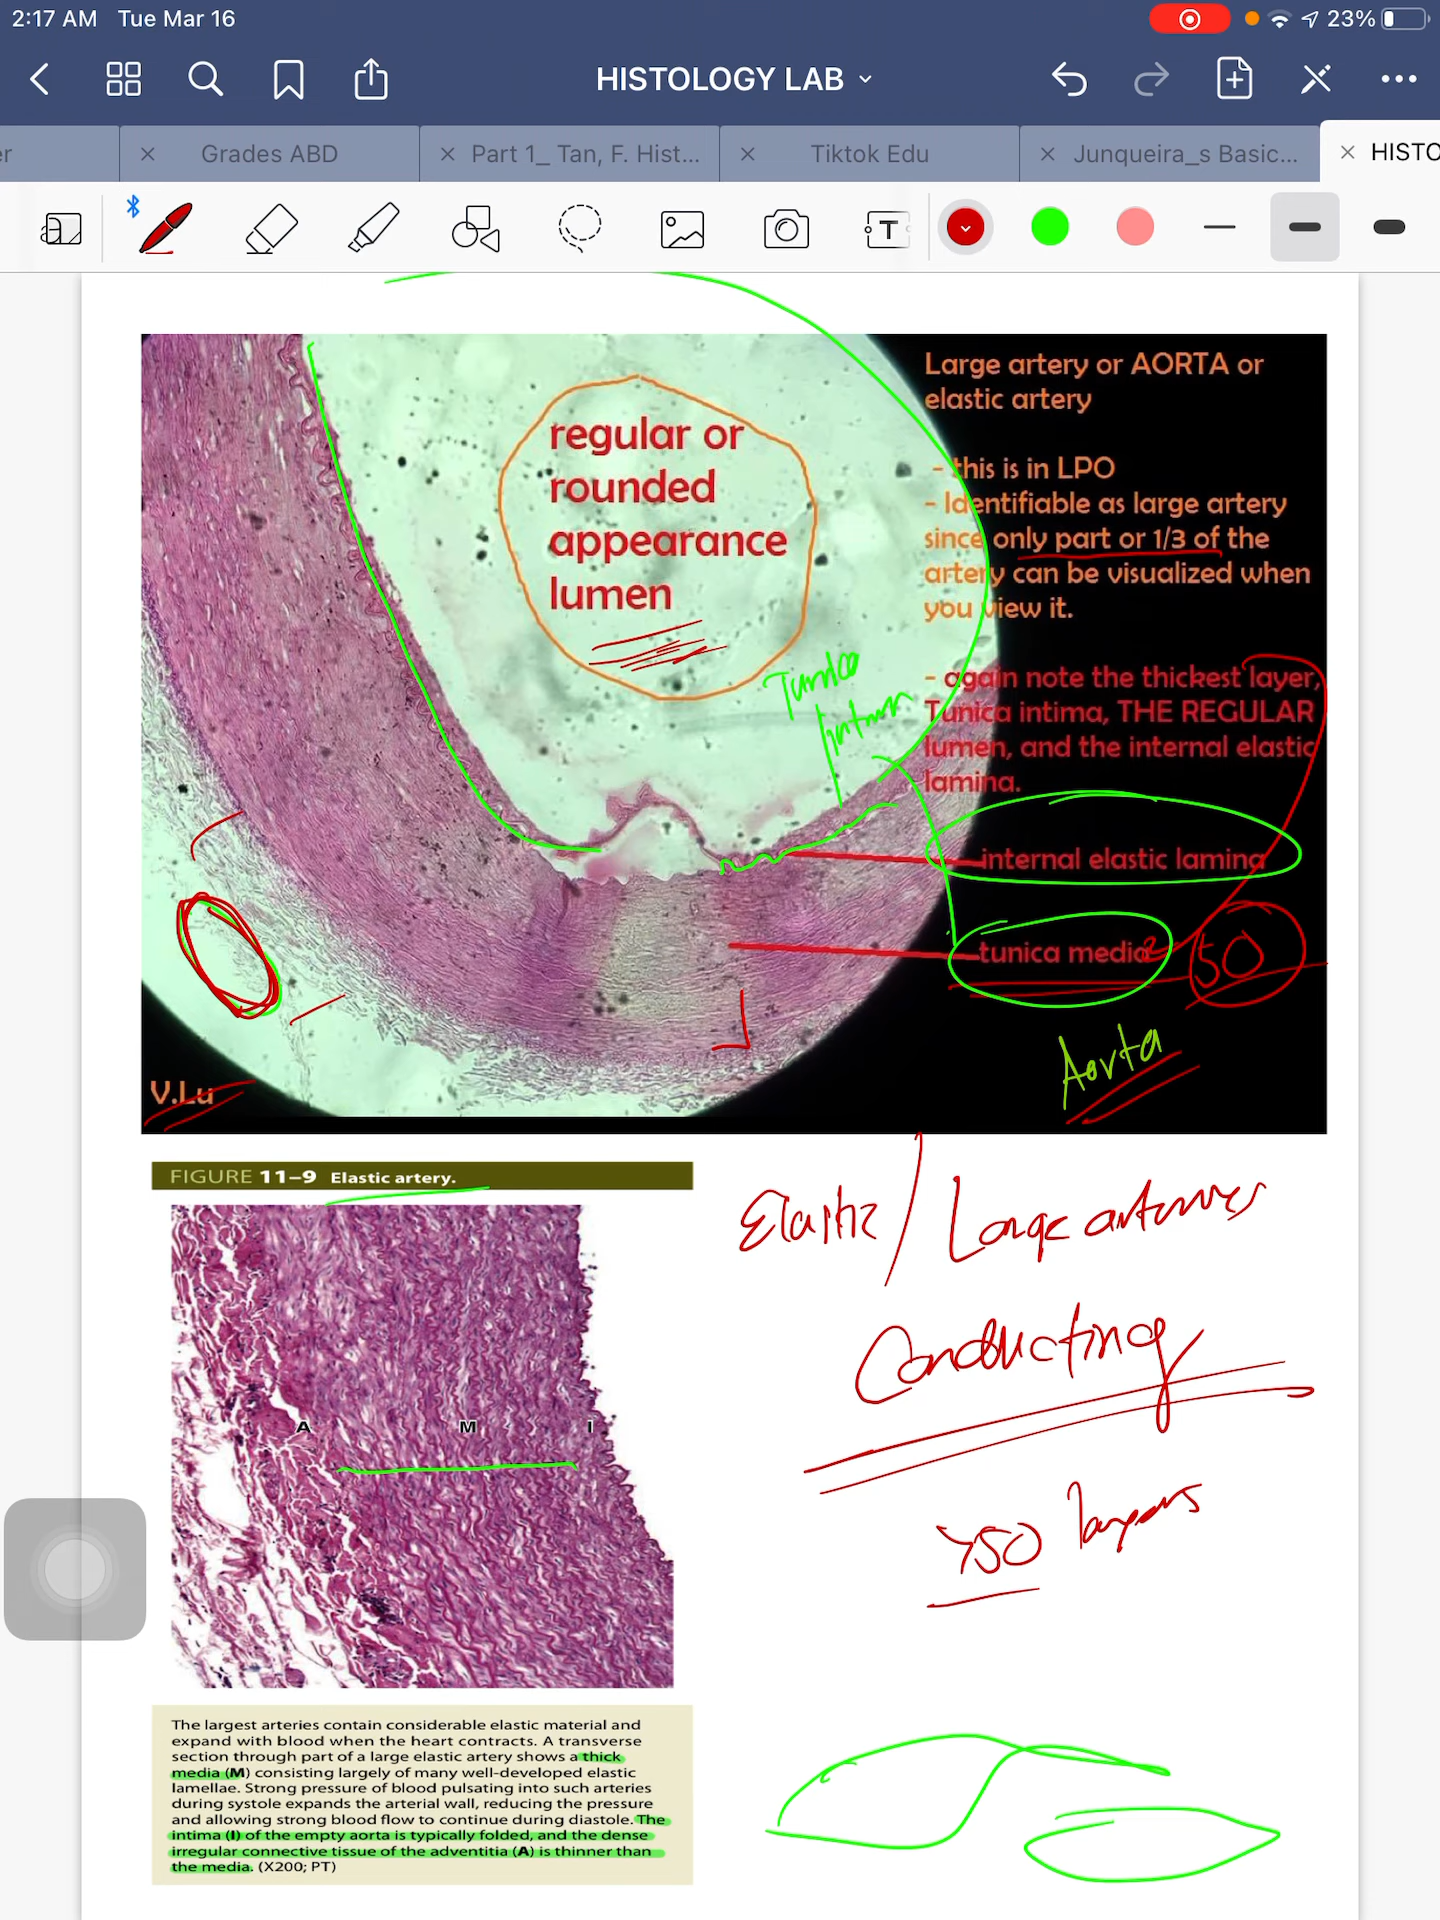 2:17 AM Tue Mar 16
23%
HISTOLOGY LAB
er
Grades ABD
Part 1_ Tan, F. Hist...
Tiktok Edu
Junqueira_s Basic...
HISTO
regular or
rounded
appearance
lumen
Large artery or AORTA or
elastic artery
- this is in LPO
- Identifiable as large artery
since only part or 1/3 of the
artery can be visualized when
you view it.
- again note the thickest layer,
Tunica intima, THE REGULAR
lumen, and the internal elastic
lamina.
Tunica
internal elastic lamina
tunica media
50
Aorta
V.Lu
FIGURE 11–9 Elastic artery.
A M I
Elastic / Large arteries
Conducting
>50 layers
The largest arteries contain considerable elastic material and
expand with blood when the heart contracts. A transverse
section through part of a large elastic artery shows a thick
media (M) consisting largely of many well-developed elastic
lamellae. Strong pressure of blood pulsating into such arteries
during systole expands the arterial wall, reducing the pressure
and allowing strong blood flow to continue during diastole. The
intima (I) of the empty aorta is typically folded, and the dense
irregular connective tissue of the adventitia (A) is thinner than
the media. (X200; PT)